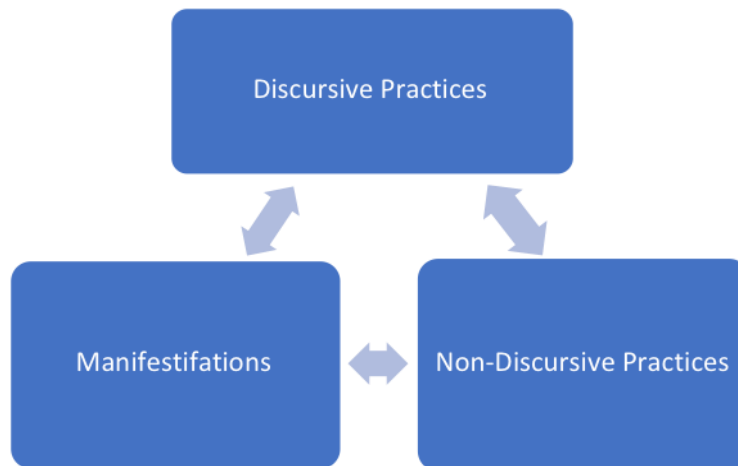 Discursive Practices
Manifestifations
Non-Discursive Practices